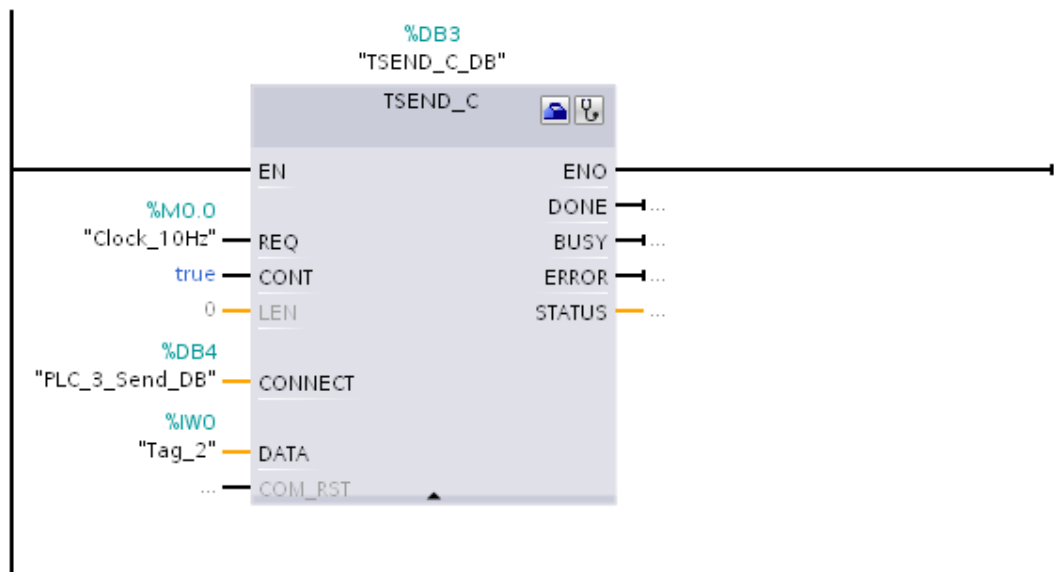 %DB3
"TSEND_C_DB"
TSEND_C
EN ENO
%M0.0 DONE ...
"Clock_10Hz" REQ BUSY ...
true CONT ERROR ...
0 LEN STATUS ...
%DB4
"PLC_3_Send_DB" CONNECT
%IW0
"Tag_2" DATA
... COM_RST